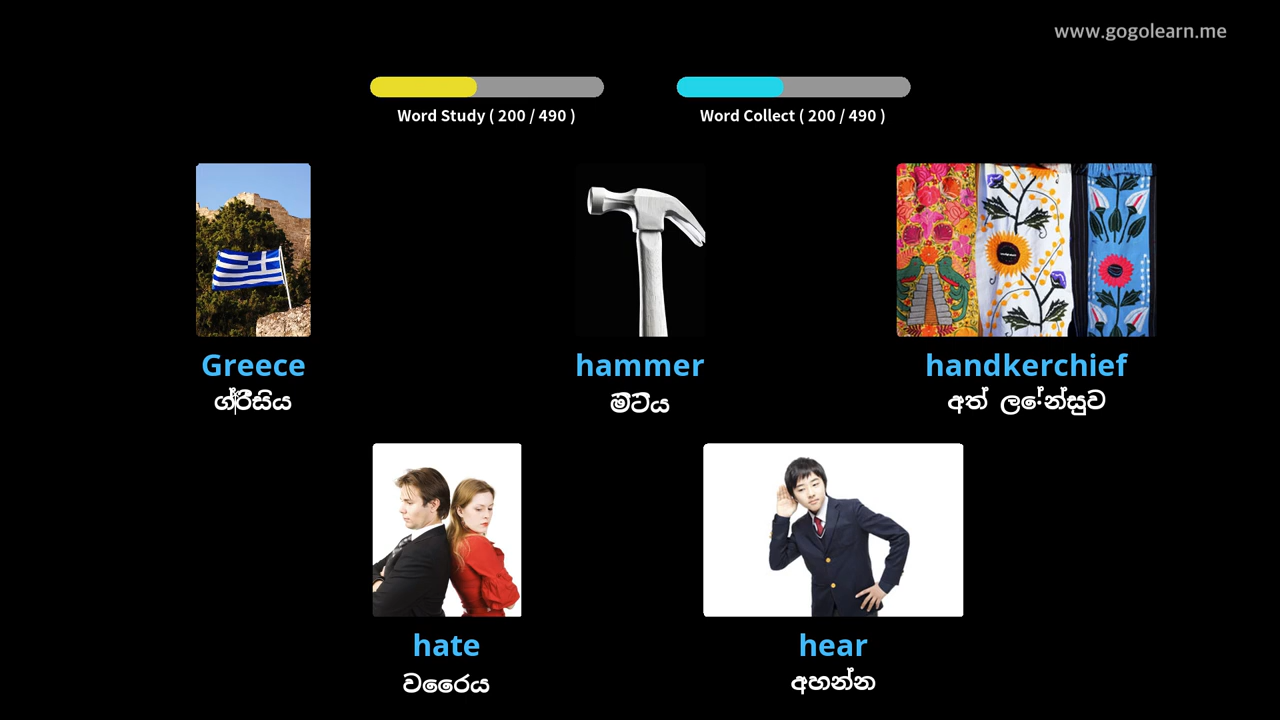 www.gogolearn.me
Word Study ( 200 / 490 )
Word Collect ( 200 / 490 )
Greece
ග්රීසිය
hammer
මිටිය
handkerchief
අත් ලේන්සුව
hate
වෛරය
hear
අහන්න